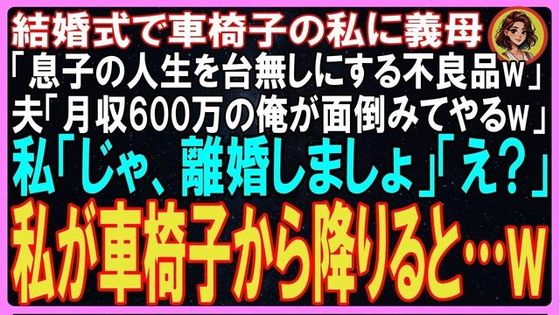 結婚式で車椅子の私に義母
「息子の人生を台無しにする不良品w」
夫「月収600万の俺が面倒みてやるw」
私「じゃ、離婚しましょ」「え?」
私が車椅子から降りると…w